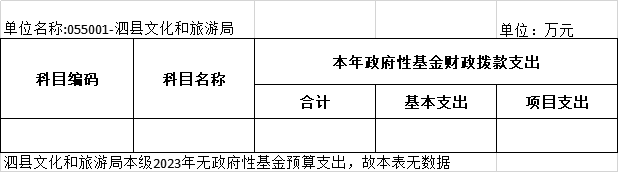 单位名称:055001-泗县文化和旅游局 单位：万元
科目编码 科目名称 本年政府性基金财政拨款支出
合计 基本支出 项目支出
泗县文化和旅游局本级2023年无政府性基金预算支出，故本表无数据